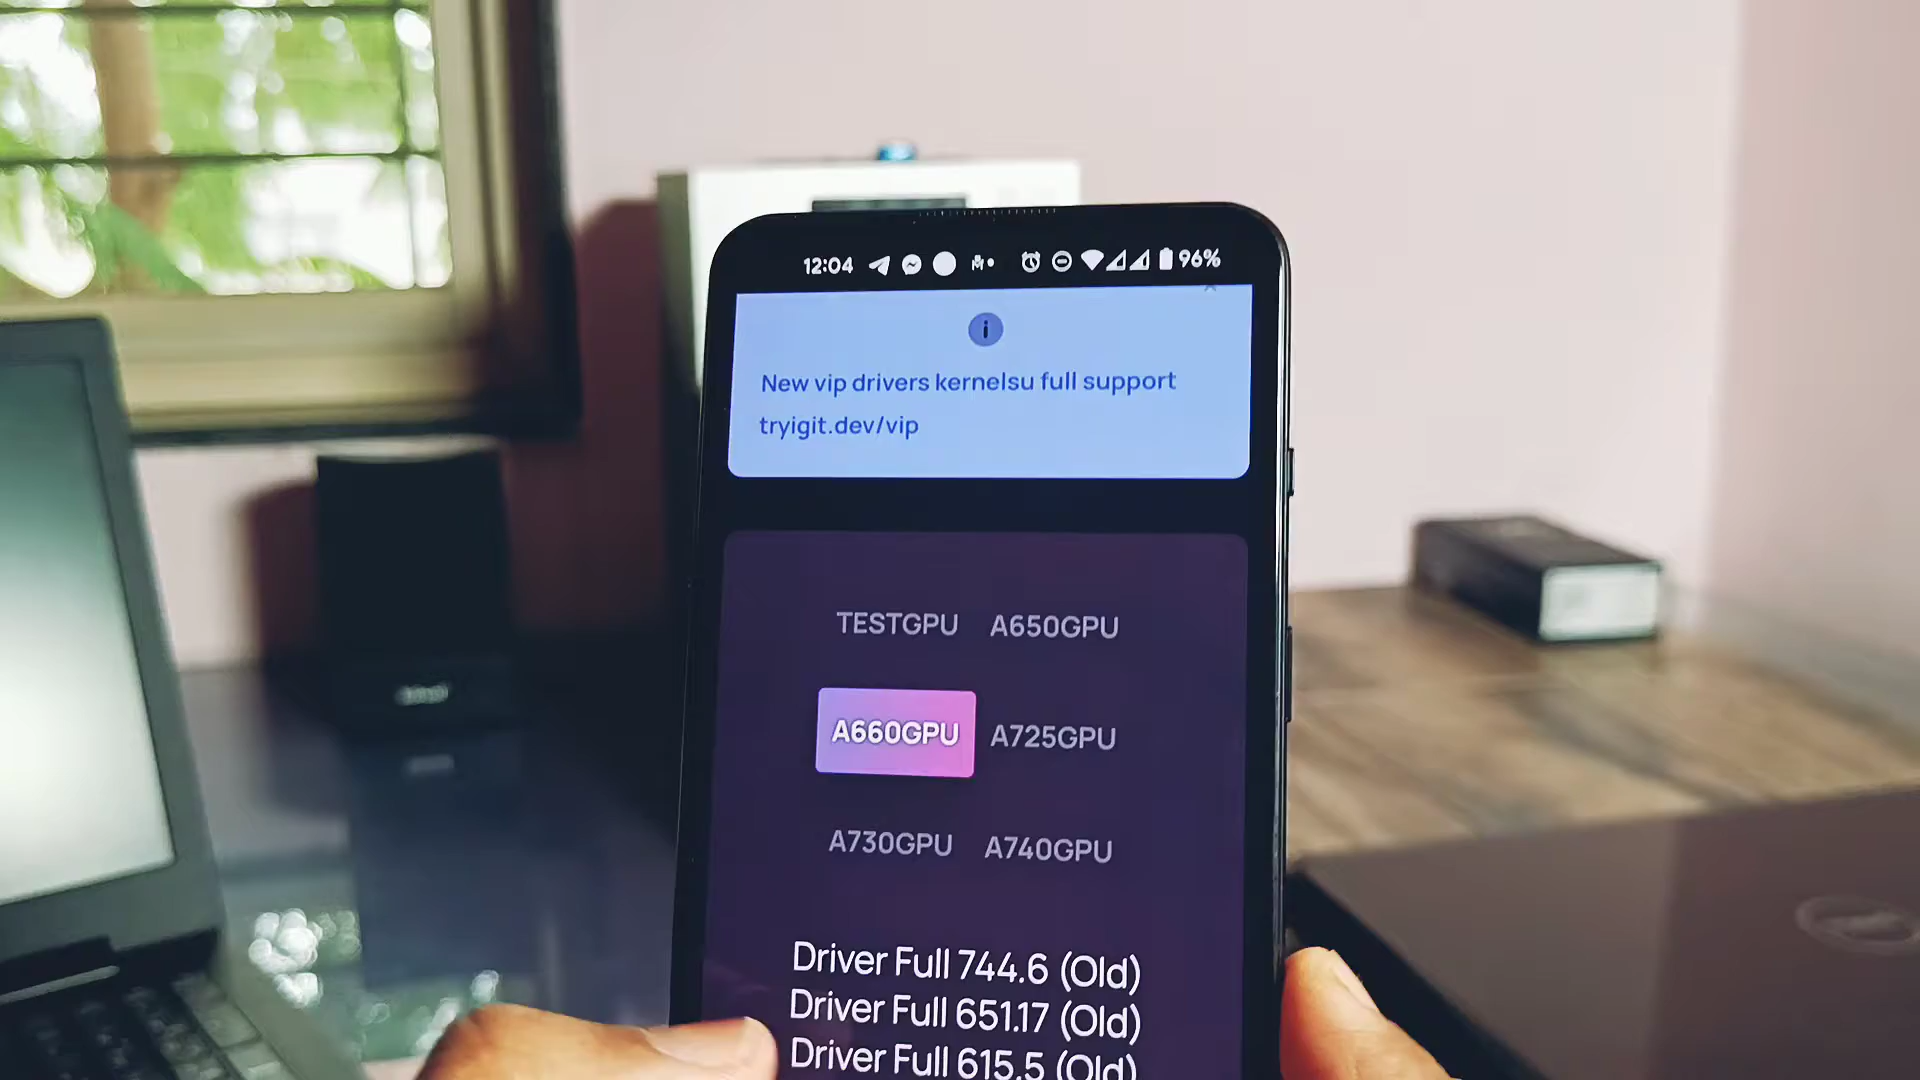 12:04 96%
New vip drivers kernelsu full support
tryigit.dev/vip
TESTGPU A650GPU
A660GPU A725GPU
A730GPU A740GPU
Driver Full 744.6 (Old)
Driver Full 651.17 (Old)
Driver Full 615.5 (Old)